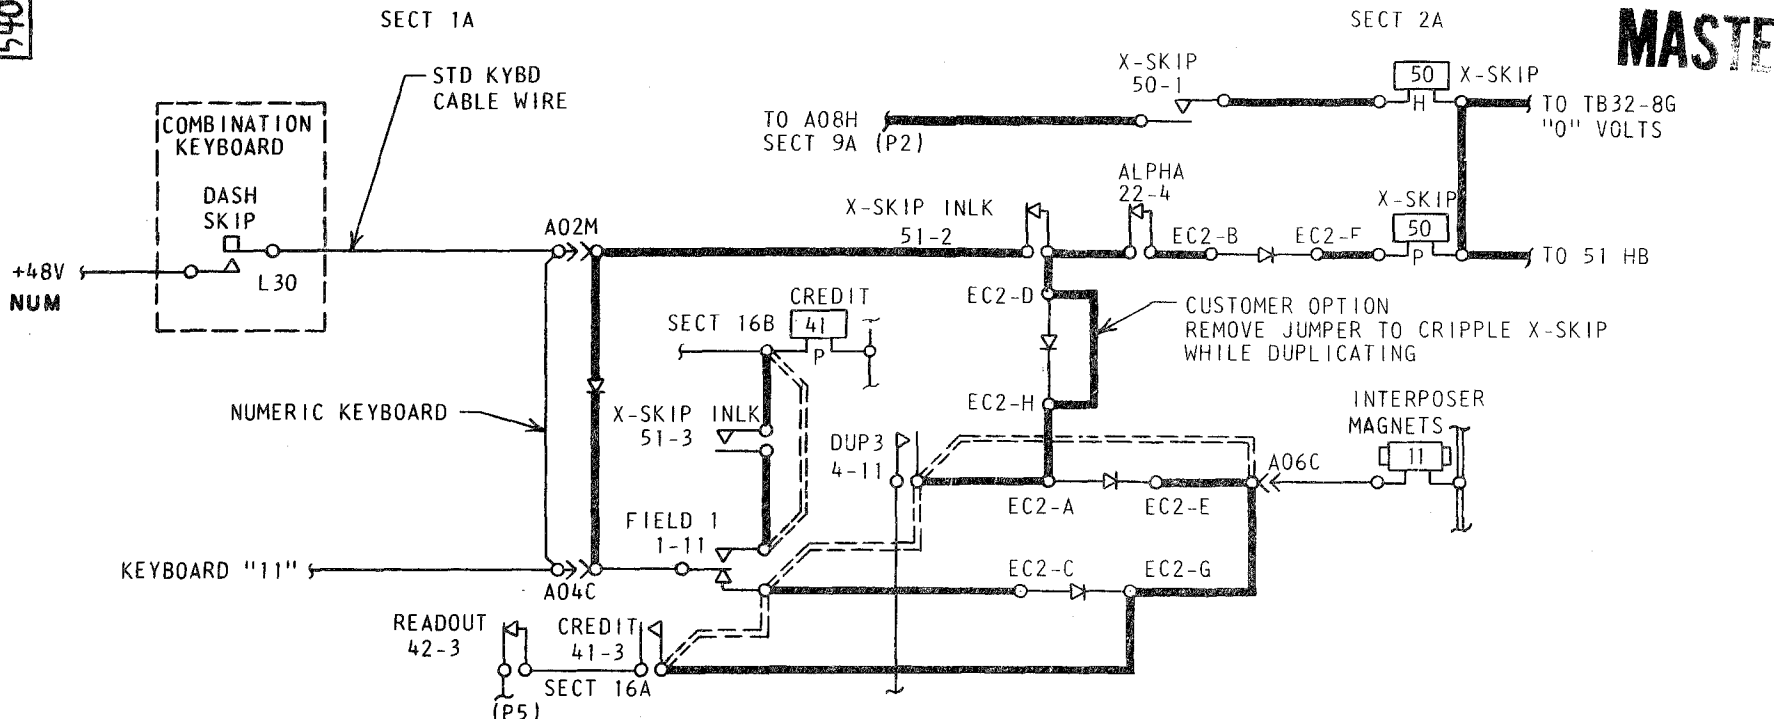 540
SECT 1A
SECT 2A
MASTE
STD KYBD
CABLE WIRE
X-SKIP
50-1
50
X-SKIP
H
TO A08H
SECT 9A (P2)
TO TB32-8G
"0" VOLTS
COMBINATION
KEYBOARD
DASH
SKIP
L30
+48V
NUM
A02M
X-SKIP INLK
51-2
ALPHA
22-4
EC2-B
EC2-F
X-SKIP
50
P
TO 51 HB
CREDIT
SECT 16B
41
P
EC2-D
CUSTOMER OPTION
REMOVE JUMPER TO CRIPPLE X-SKIP
WHILE DUPLICATING
NUMERIC KEYBOARD
X-SKIP INLK
51-3
EC2-H
DUP3
4-11
INTERPOSER
MAGNETS
11
A06C
EC2-A
EC2-E
FIELD 1
1-11
KEYBOARD "11"
A04C
EC2-C
EC2-G
READOUT
42-3
CREDIT
41-3
SECT 16A
(P5)